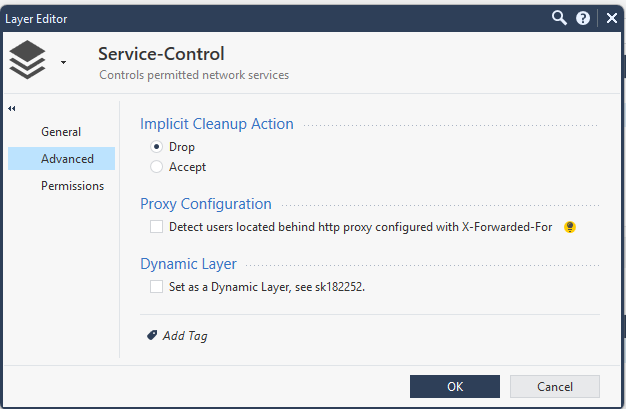 Layer Editor
Service-Control
Controls permitted network services
General
Advanced
Permissions
Implicit Cleanup Action
Drop
Accept
Proxy Configuration
Detect users located behind http proxy configured with X-Forwarded-For
Dynamic Layer
Set as a Dynamic Layer, see sk182252.
Add Tag
OK
Cancel